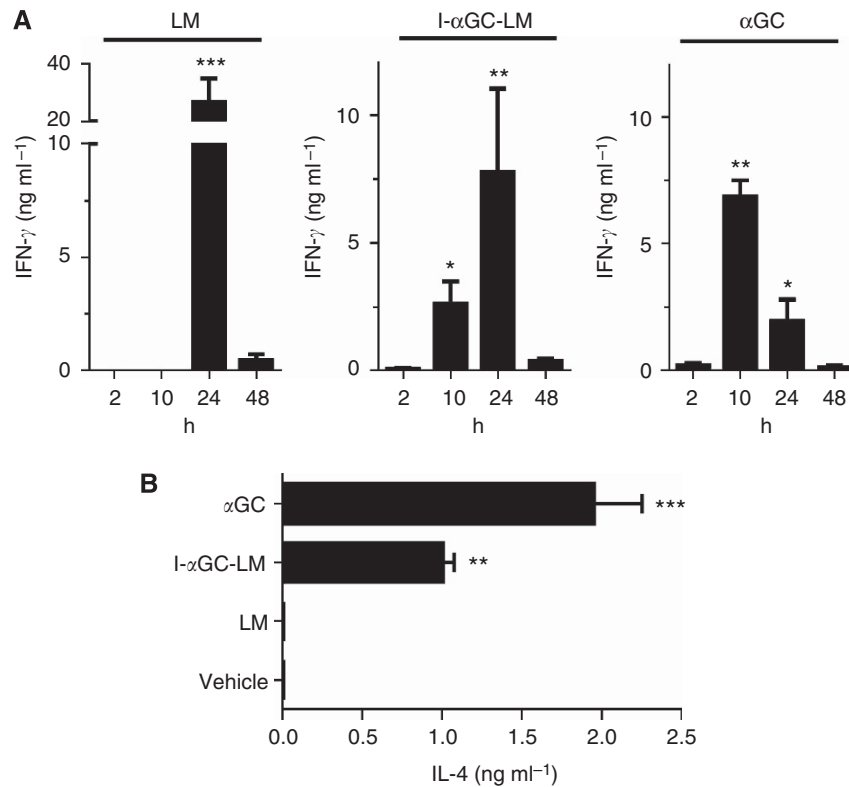 A
LM
I-αGC-LM
αGC
***
**
*
**
*
40
20
10
5
0
10
5
0
10
5
0
IFN-γ (ng ml⁻¹)
IFN-γ (ng ml⁻¹)
IFN-γ (ng ml⁻¹)
2 10 24 48
2 10 24 48
2 10 24 48
h
h
h
B
αGC
***
I-αGC-LM
**
LM
Vehicle
0.0 0.5 1.0 1.5 2.0 2.5
IL-4 (ng ml⁻¹)